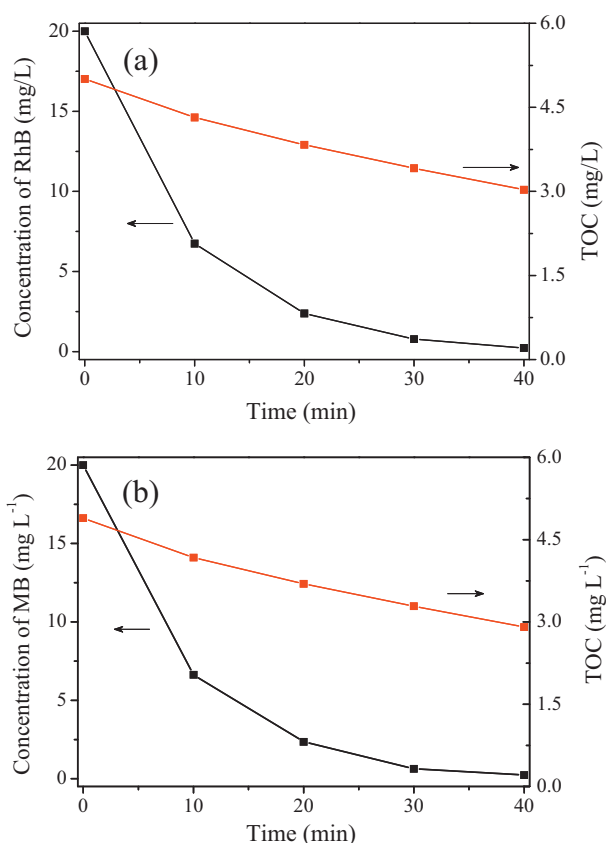 (a)
Concentration of RhB (mg/L)
20
15
10
5
0
6.0
4.5
3.0
1.5
0.0
TOC (mg/L)
0 10 20 30 40
Time (min)
(b)
Concentration of MB (mg L⁻¹)
20
15
10
5
0
6.0
4.5
3.0
1.5
0.0
TOC (mg L⁻¹)
0 10 20 30 40
Time (min)